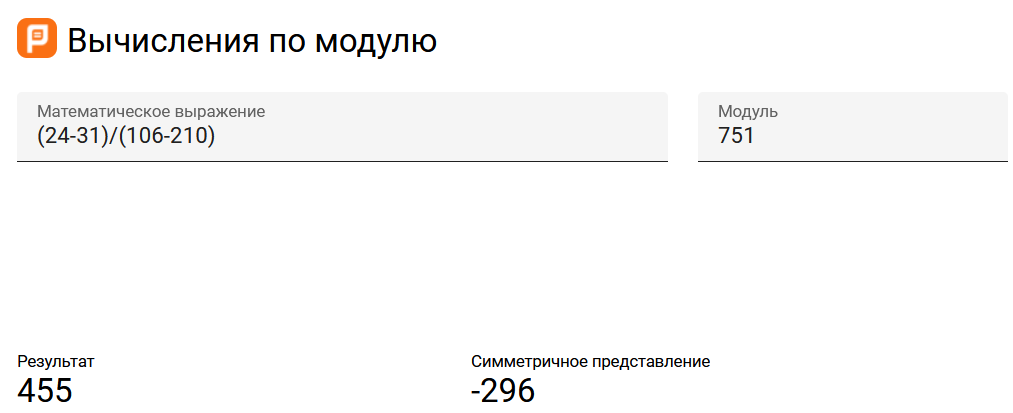 Вычисления по модулю
Математическое выражение
(24-31)/(106-210)
Модуль
751
Результат
455
Симметричное представление
-296